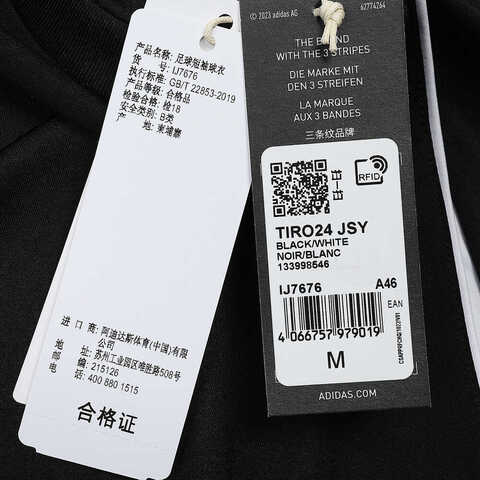 产品名称: 足球短袖球衣
货 号: IJ7676
执行标准: GB/T 22853-2019
产品等级: 合格品
检验合格: 检18
安全类别: B类
产 地: 柬埔寨
进 口 商: 阿迪达斯体育(中国)有限
公司
地 址: 苏州工业园区唯胜路508号
邮 编: 215126
电 话: 400 880 1515
合格证
© 2023 adidas AG
62774264
THE BRAND
WITH THE 3 STRIPES
DIE MARKE MIT
DEN 3 STREIFEN
LA MARQUE
AUX 3 BANDES
三条纹品牌
RFID
TIRO24 JSY
BLACK/WHITE
NOIR/BLANC
133998546
IJ7676 A46
EAN
4 066757 979019
M
ADIDAS.COM